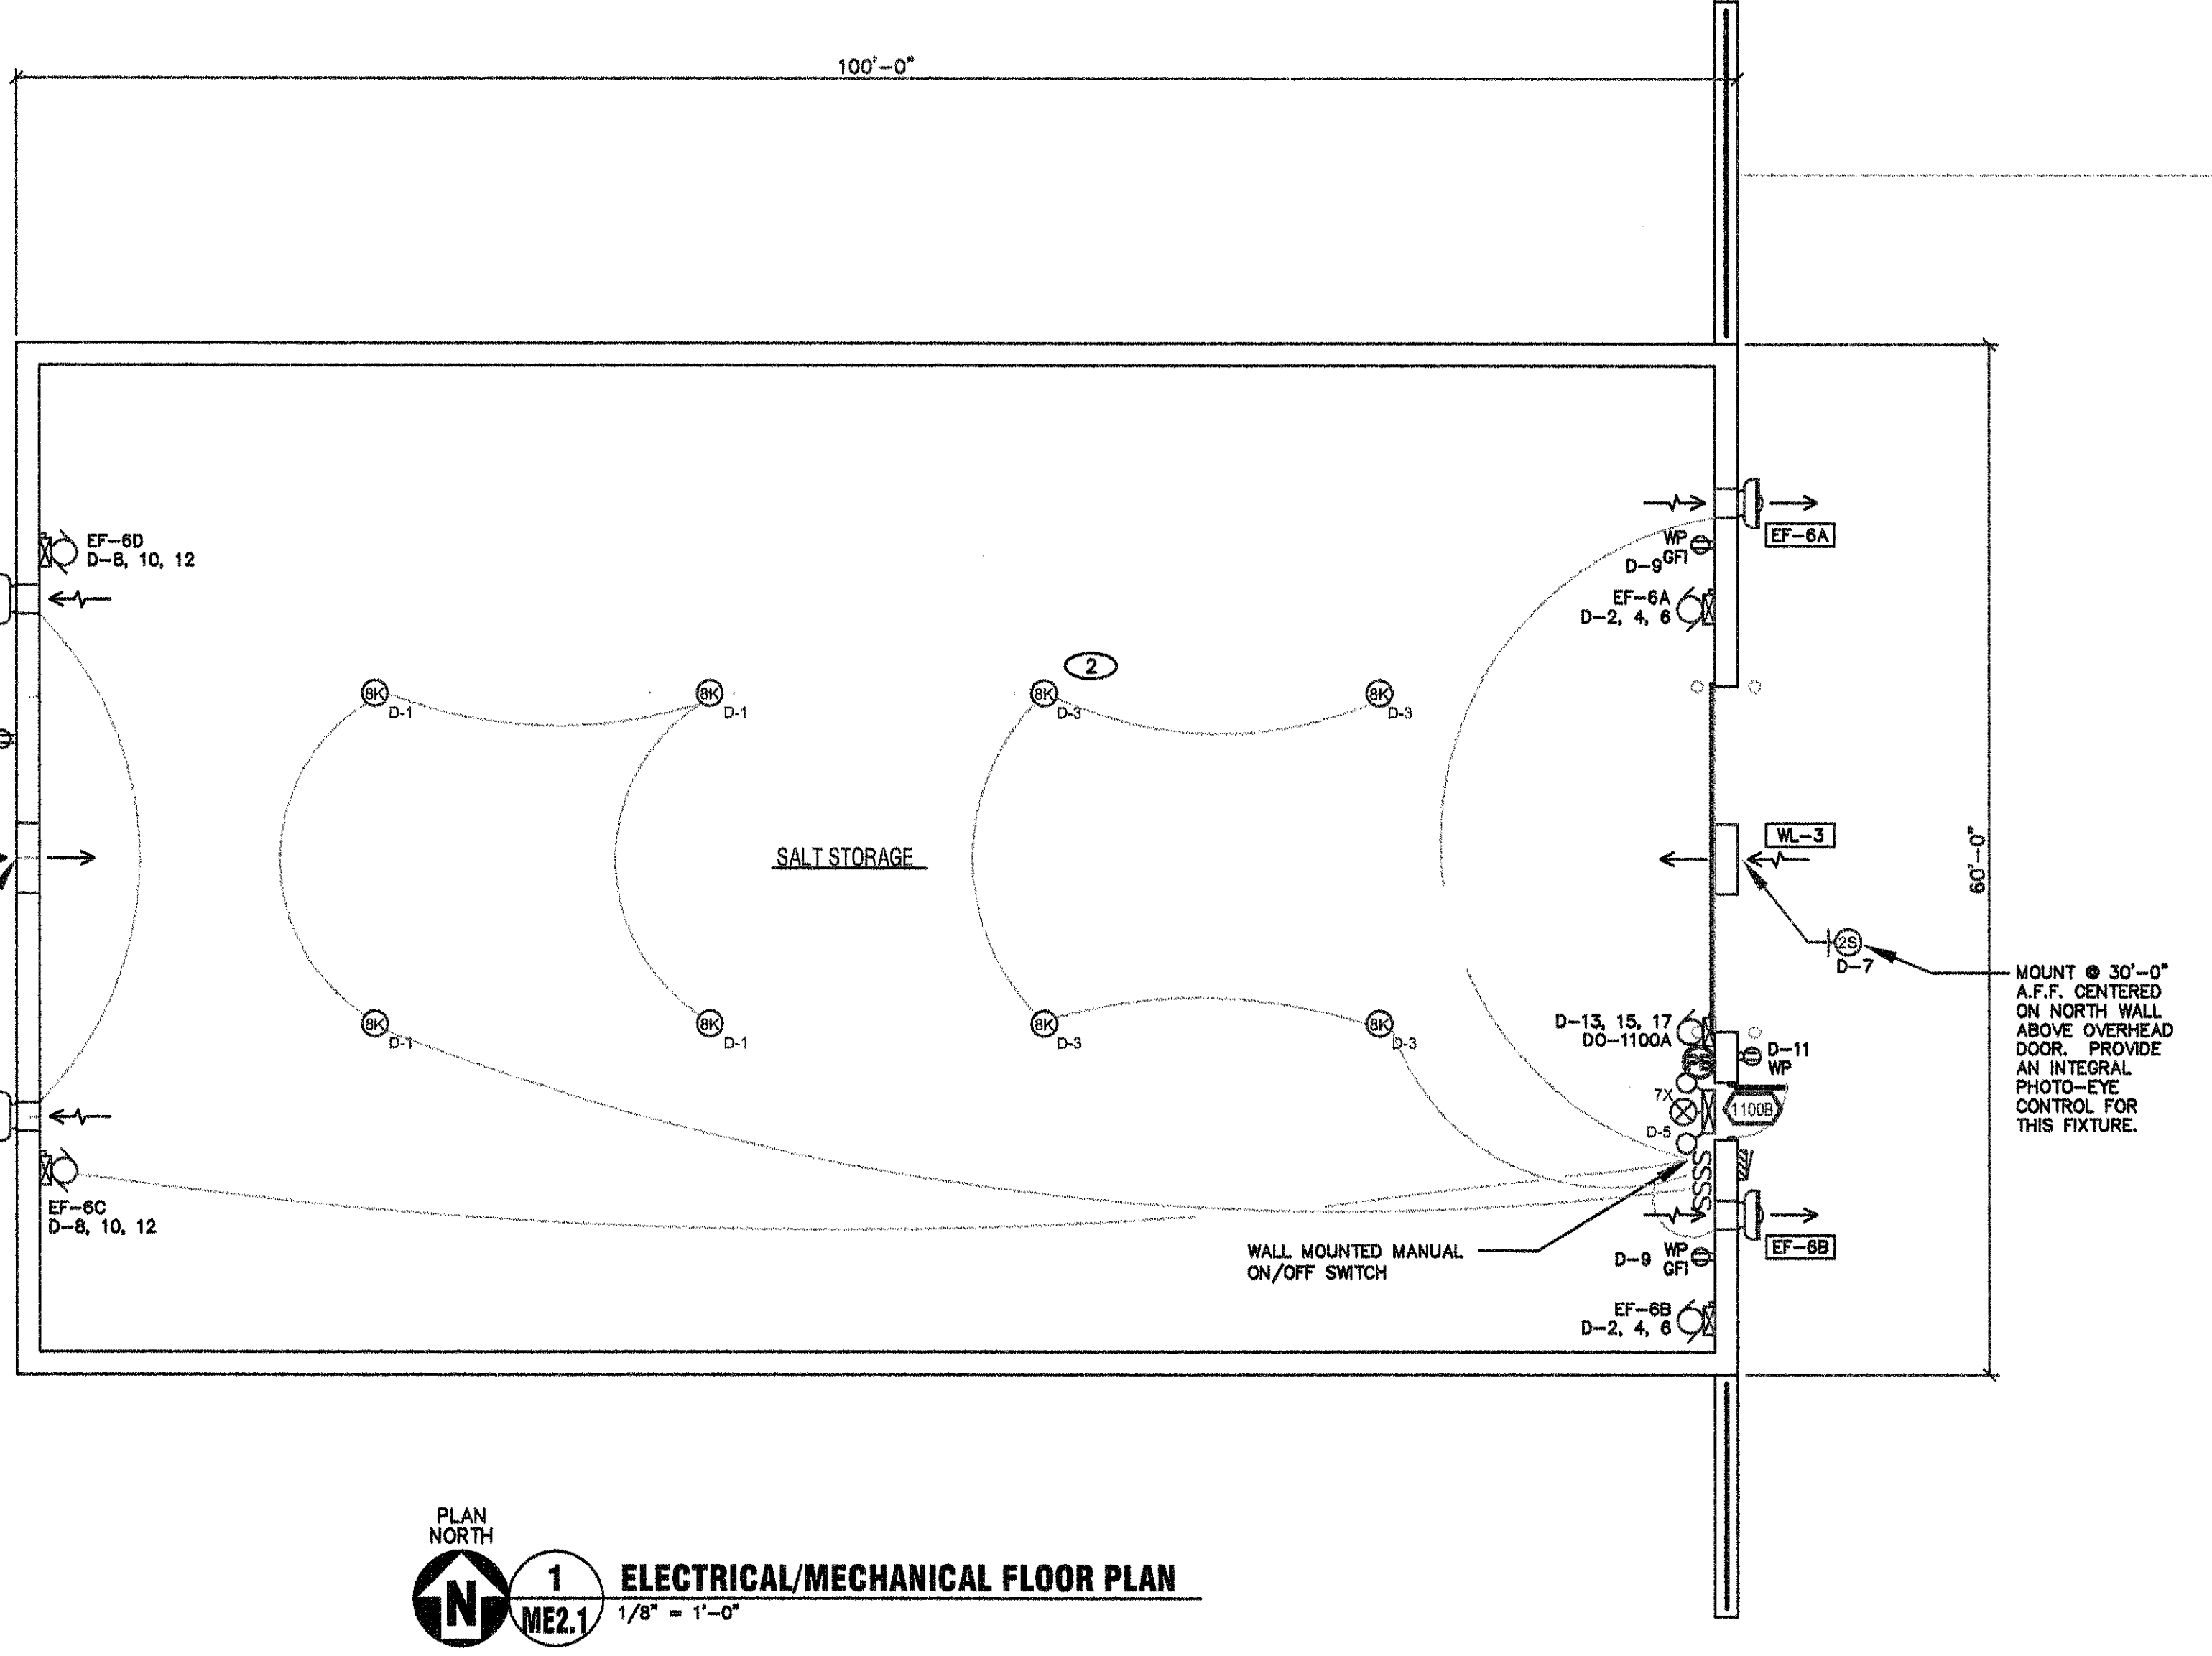 100'-0"
EF-6D
D-8, 10, 12
EF-6A
WP
GFI
D-9
EF-6A
D-2, 4, 6
2
8K
D-1
8K
D-1
8K
D-3
8K
D-3
WL-3
SALT STORAGE
60'-0"
2S
D-7
MOUNT @ 30'-0"
A.F.F. CENTERED
ON NORTH WALL
ABOVE OVERHEAD
DOOR. PROVIDE
AN INTEGRAL
PHOTO-EYE
CONTROL FOR
THIS FIXTURE.
8K
D-1
8K
D-1
8K
D-3
8K
D-3
D-13, 15, 17
DO-1100A
D-11
WP
7X
D-5
1100B
SSSS
EF-6C
D-8, 10, 12
WALL MOUNTED MANUAL
ON/OFF SWITCH
D-9
WP
GFI
EF-6B
EF-6B
D-2, 4, 6
PLAN
NORTH
N
1
ME2.1
ELECTRICAL/MECHANICAL FLOOR PLAN
1/8" = 1'-0"